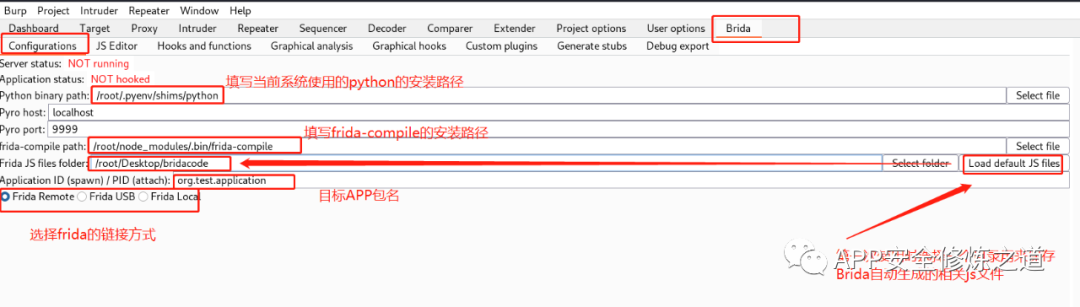 Burp Project Intruder Repeater Window Help
Dashboard Target Proxy Intruder Repeater Sequencer Decoder Comparer Extender Project options User options Brida
Configurations JS Editor Hooks and functions Graphical analysis Graphical hooks Custom plugins Generate stubs Debug export
Server status: NOT running
Application status: NOT hooked
填写当前系统使用的python的安装路径
Python binary path: /root/.pyenv/shims/python Select file
Pyro host: localhost
Pyro port: 9999
填写frida-compile的安装路径
frida-compile path: /root/node_modules/.bin/frida-compile Select file
Frida JS files folder: /root/Desktop/bridacode Select folder Load default JS files
Application ID (spawn) / PID (attach): org.test.application
目标APP包名
Frida Remote Frida USB Frida Local
选择frida的链接方式
APP安全修炼之道
Brida自动生成的相关js文件